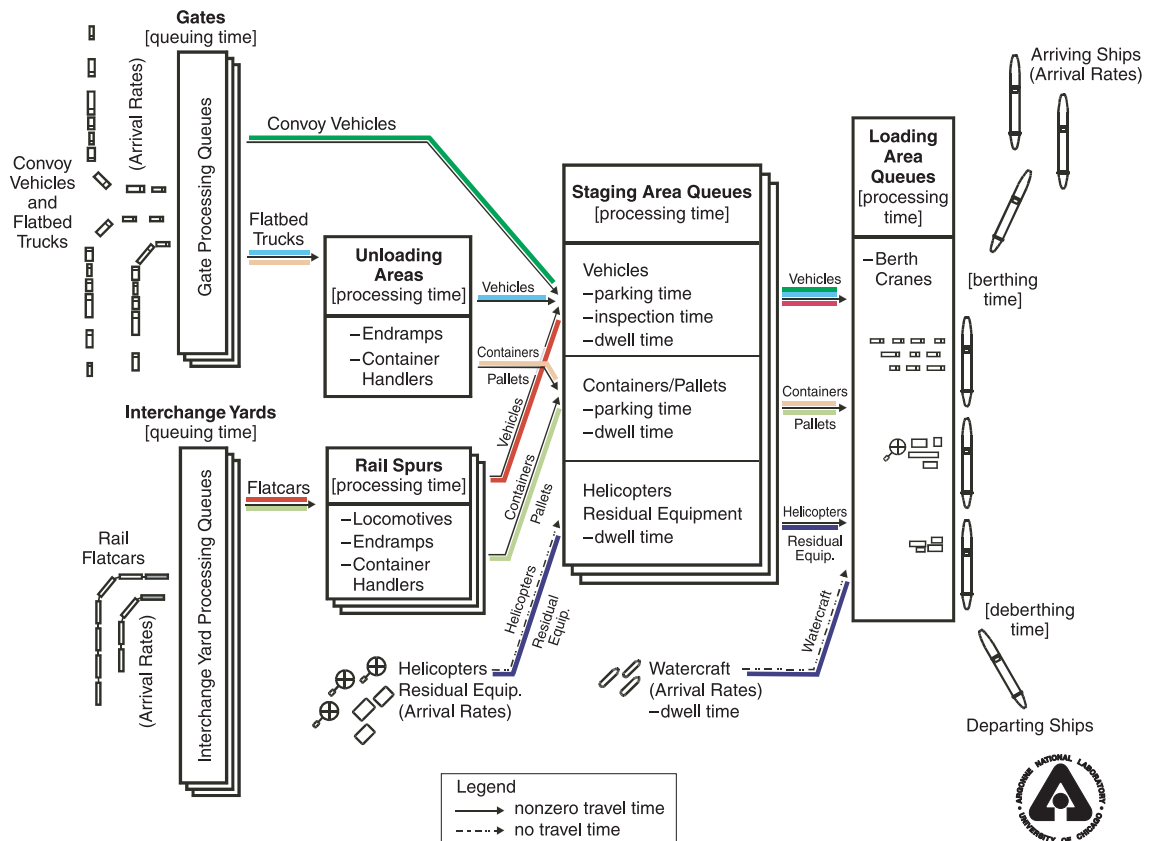 Gates
[queuing time]
(Arrival Rates)
Gate Processing Queues
Convoy
Vehicles
and
Flatbed
Trucks
Convoy Vehicles
Flatbed
Trucks
Unloading
Areas
[processing time]
–Endramps
–Container
Handlers
Vehicles
Containers
Pallets
Interchange Yards
[queuing time]
Interchange Yard Processing Queues
Rail
Flatcars
(Arrival Rates)
Flatcars
Rail Spurs
[processing time]
–Locomotives
–Endramps
–Container
Handlers
Vehicles
Containers
Pallets
Helicopters
Residual
Equip.
Helicopters
Residual Equip.
(Arrival Rates)
Staging Area Queues
[processing time]
Vehicles
–parking time
–inspection time
–dwell time
Containers/Pallets
–parking time
–dwell time
Helicopters
Residual Equipment
–dwell time
Vehicles
Containers
Pallets
Helicopters
Residual Equip.
Watercraft
Watercraft
(Arrival Rates)
–dwell time
Loading
Area
Queues
[processing
time]
–Berth
Cranes
Arriving Ships
(Arrival Rates)
[berthing
time]
[deberthing
time]
Departing Ships
Legend
nonzero travel time
no travel time
ARGONNE NATIONAL LABORATORY
UNIVERSITY OF CHICAGO